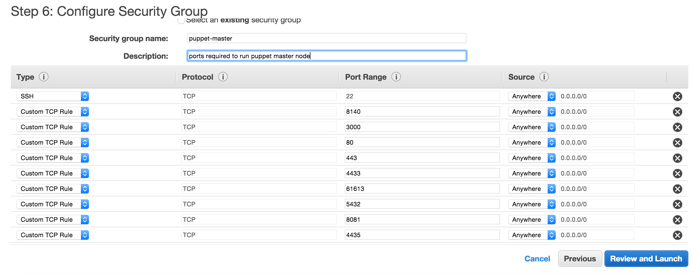 Step 6: Configure Security Group
Select an existing security group
Security group name: puppet-master
Description: ports required to run puppet master node
Type i Protocol i Port Range i Source i
SSH TCP 22 Anywhere 0.0.0.0/0
Custom TCP Rule TCP 8140 Anywhere 0.0.0.0/0
Custom TCP Rule TCP 3000 Anywhere 0.0.0.0/0
Custom TCP Rule TCP 80 Anywhere 0.0.0.0/0
Custom TCP Rule TCP 443 Anywhere 0.0.0.0/0
Custom TCP Rule TCP 4433 Anywhere 0.0.0.0/0
Custom TCP Rule TCP 61613 Anywhere 0.0.0.0/0
Custom TCP Rule TCP 5432 Anywhere 0.0.0.0/0
Custom TCP Rule TCP 8081 Anywhere 0.0.0.0/0
Custom TCP Rule TCP 4435 Anywhere 0.0.0.0/0
Cancel Previous Review and Launch